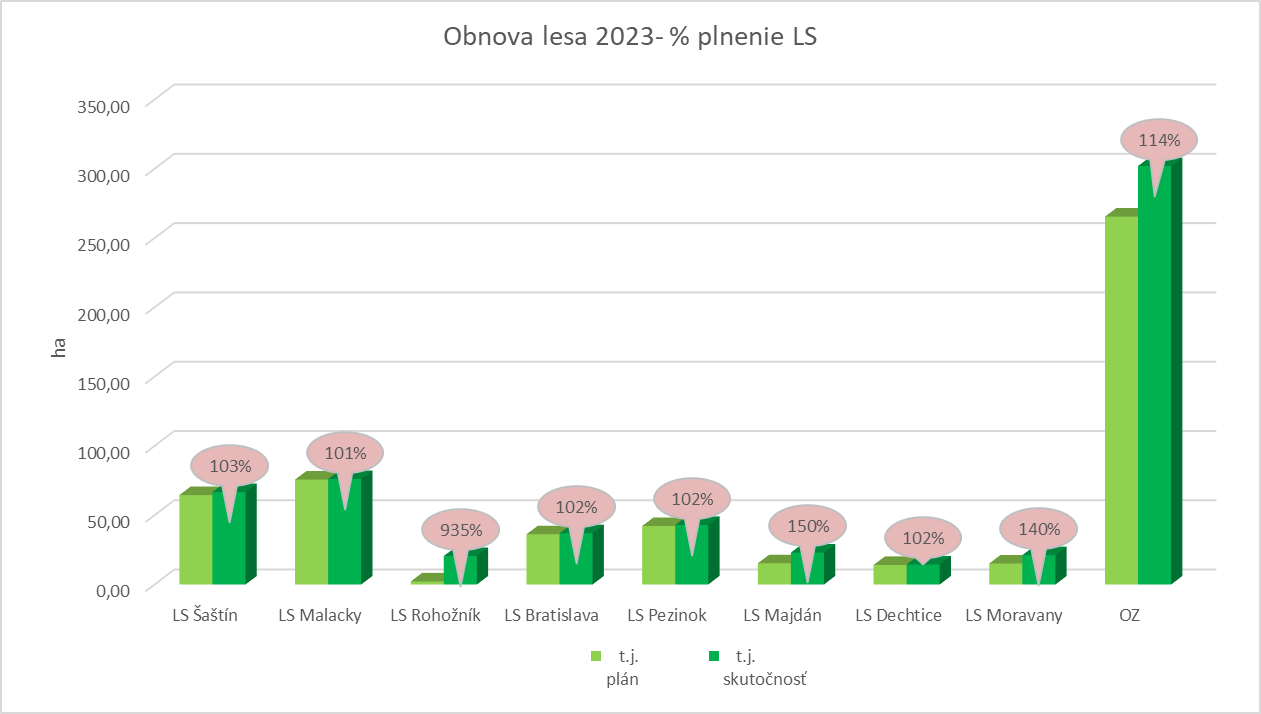 Obnova lesa 2023- % plnenie LS
350,00
300,00
250,00
200,00
150,00
100,00
50,00
0,00
ha
103%
101%
935%
102%
102%
150%
102%
140%
114%
LS Šaštín
LS Malacky
LS Rohožník
LS Bratislava
LS Pezinok
LS Majdán
LS Dechtice
LS Moravany
OZ
t.j.
plán
t.j.
skutočnosť